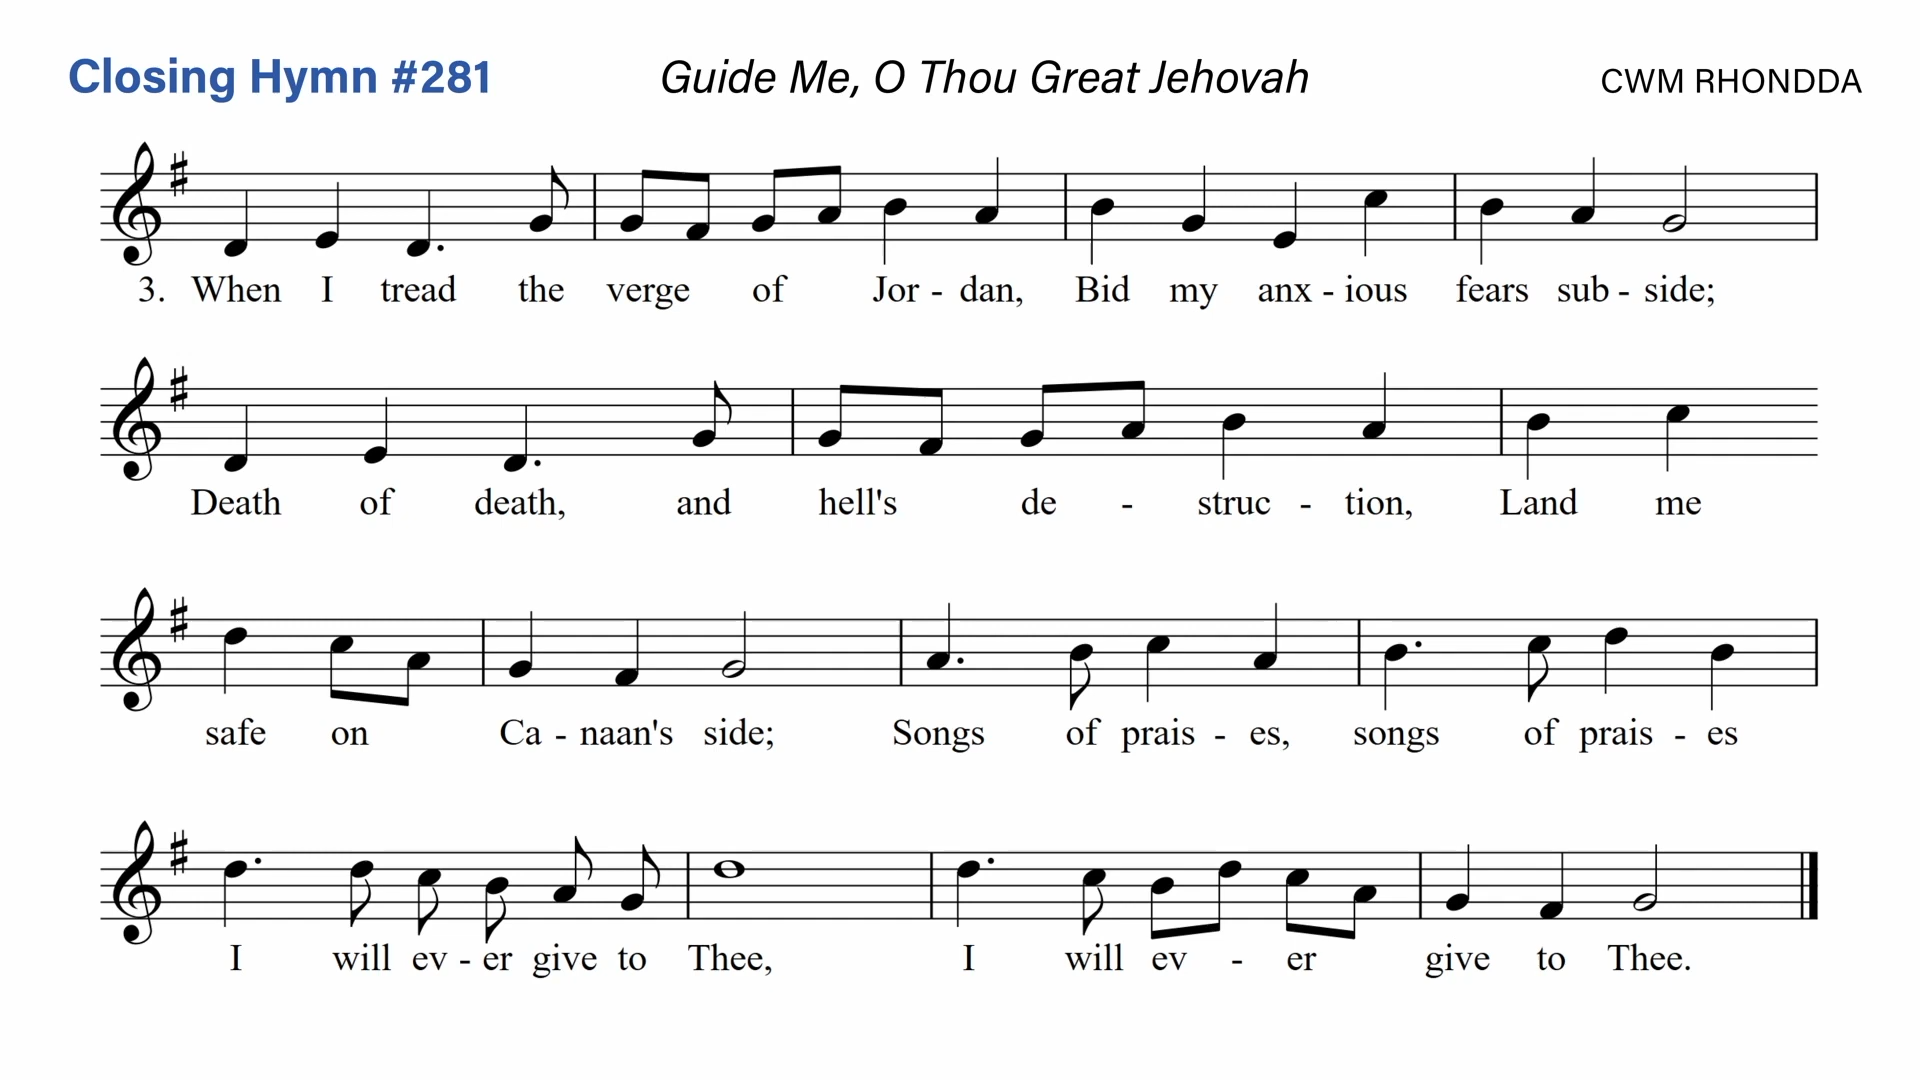 Closing Hymn #281 Guide Me, O Thou Great Jehovah CWM RHONDDA
3. When I tread the verge of Jor - dan, Bid my anx - ious fears sub - side;
Death of death, and hell's de - struc - tion, Land me
safe on Ca - naan's side; Songs of prais - es, songs of prais - es
I will ev - er give to Thee, I will ev - er give to Thee.